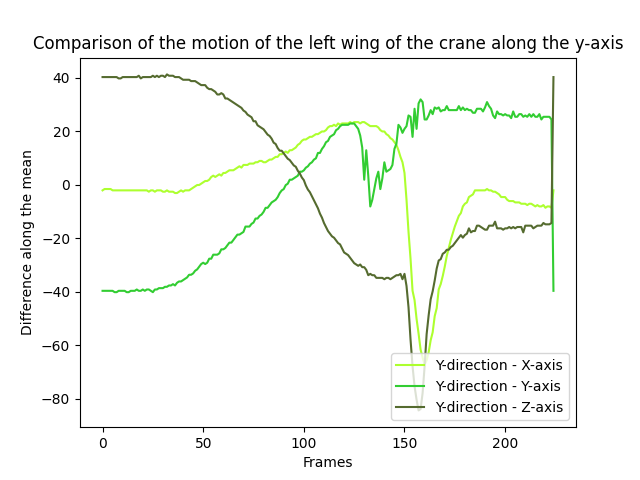 Comparison of the motion of the left wing of the crane along the y-axis
Difference along the mean
40
20
0
−20
−40
−60
−80
Y-direction - X-axis
Y-direction - Y-axis
Y-direction - Z-axis
0 50 100 150 200
Frames